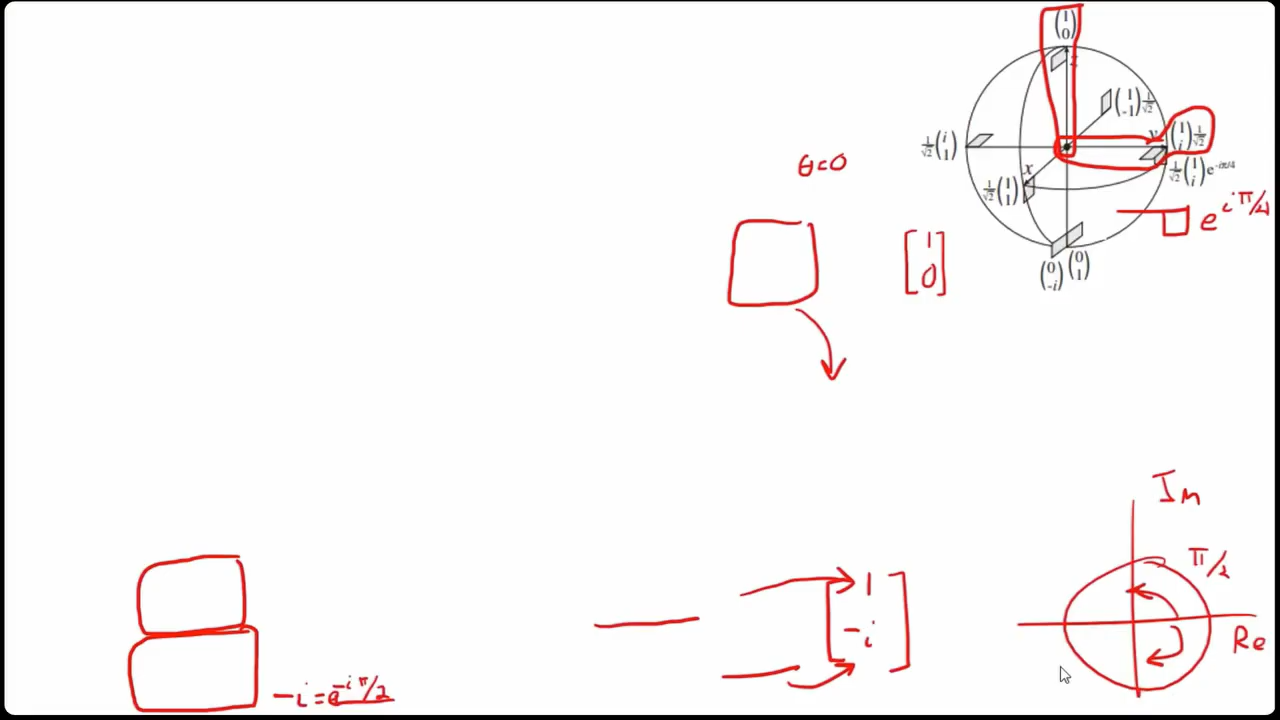 (1 0)
z
1/√2 (1 -1)
y
(1 i) 1/√2
1/√2 (i 1)
1/√2 (1 i) e^-iπ/4
x
1/√2 (1 1)
θ=0
e^iπ/4
[1 0]
(0 -i) (0 1)
Im
π/2
[1 -i]
Re
-i = e^-iπ/2